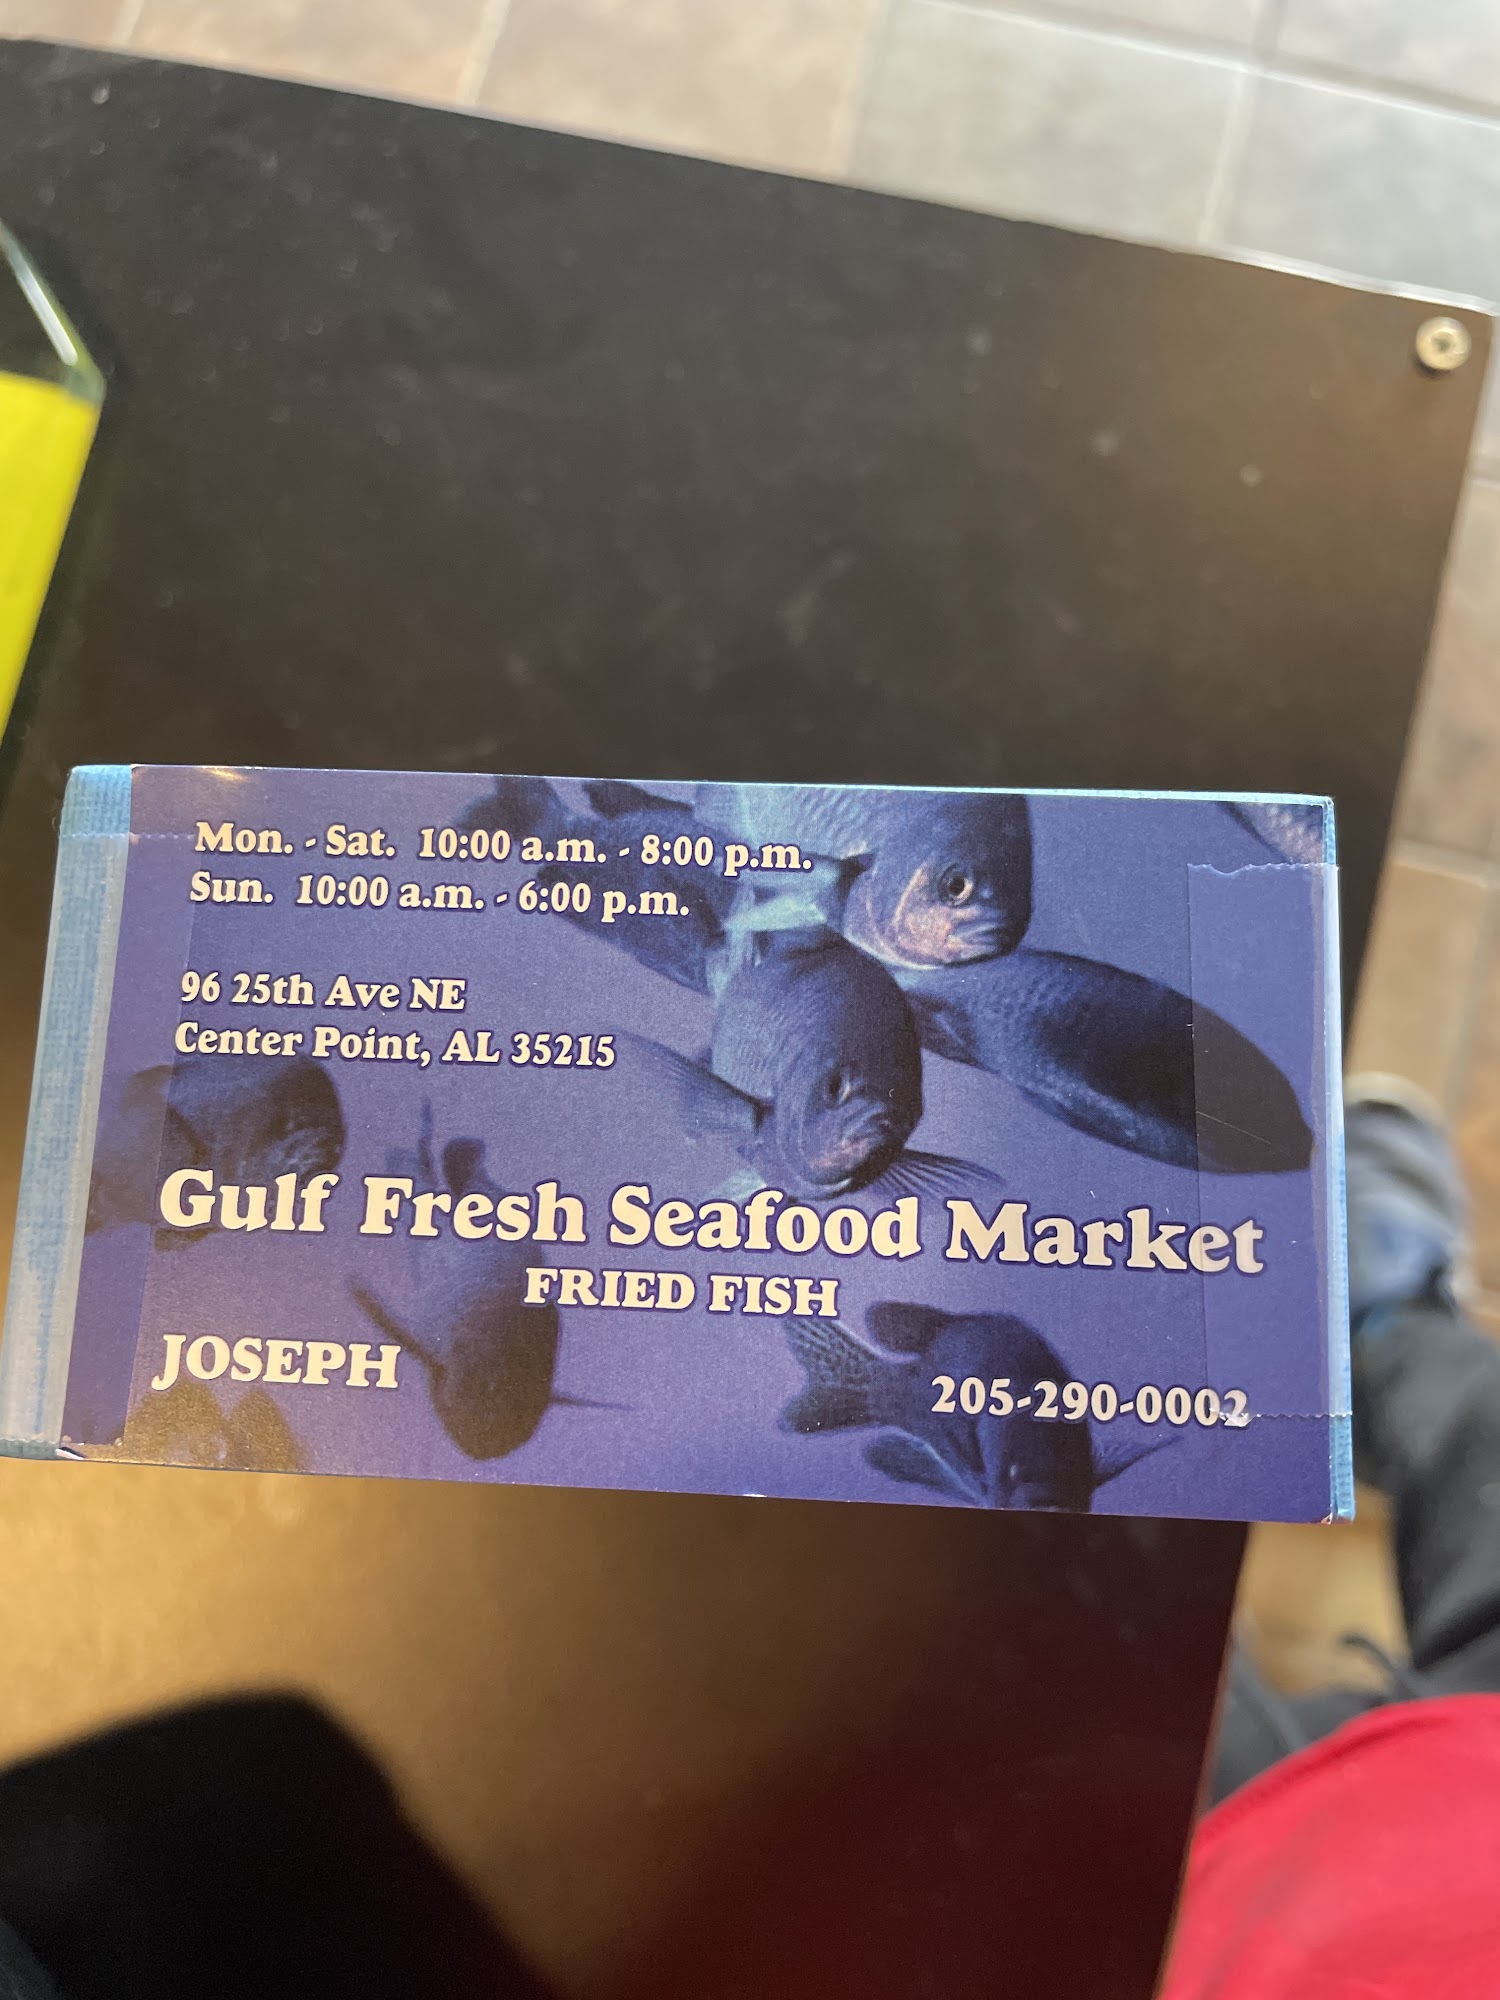 Mon. - Sat. 10:00 a.m. - 8:00 p.m.
Sun. 10:00 a.m. - 6:00 p.m.
96 25th Ave NE
Center Point, AL 35215
Gulf Fresh Seafood Market
FRIED FISH
JOSEPH
205-290-0002